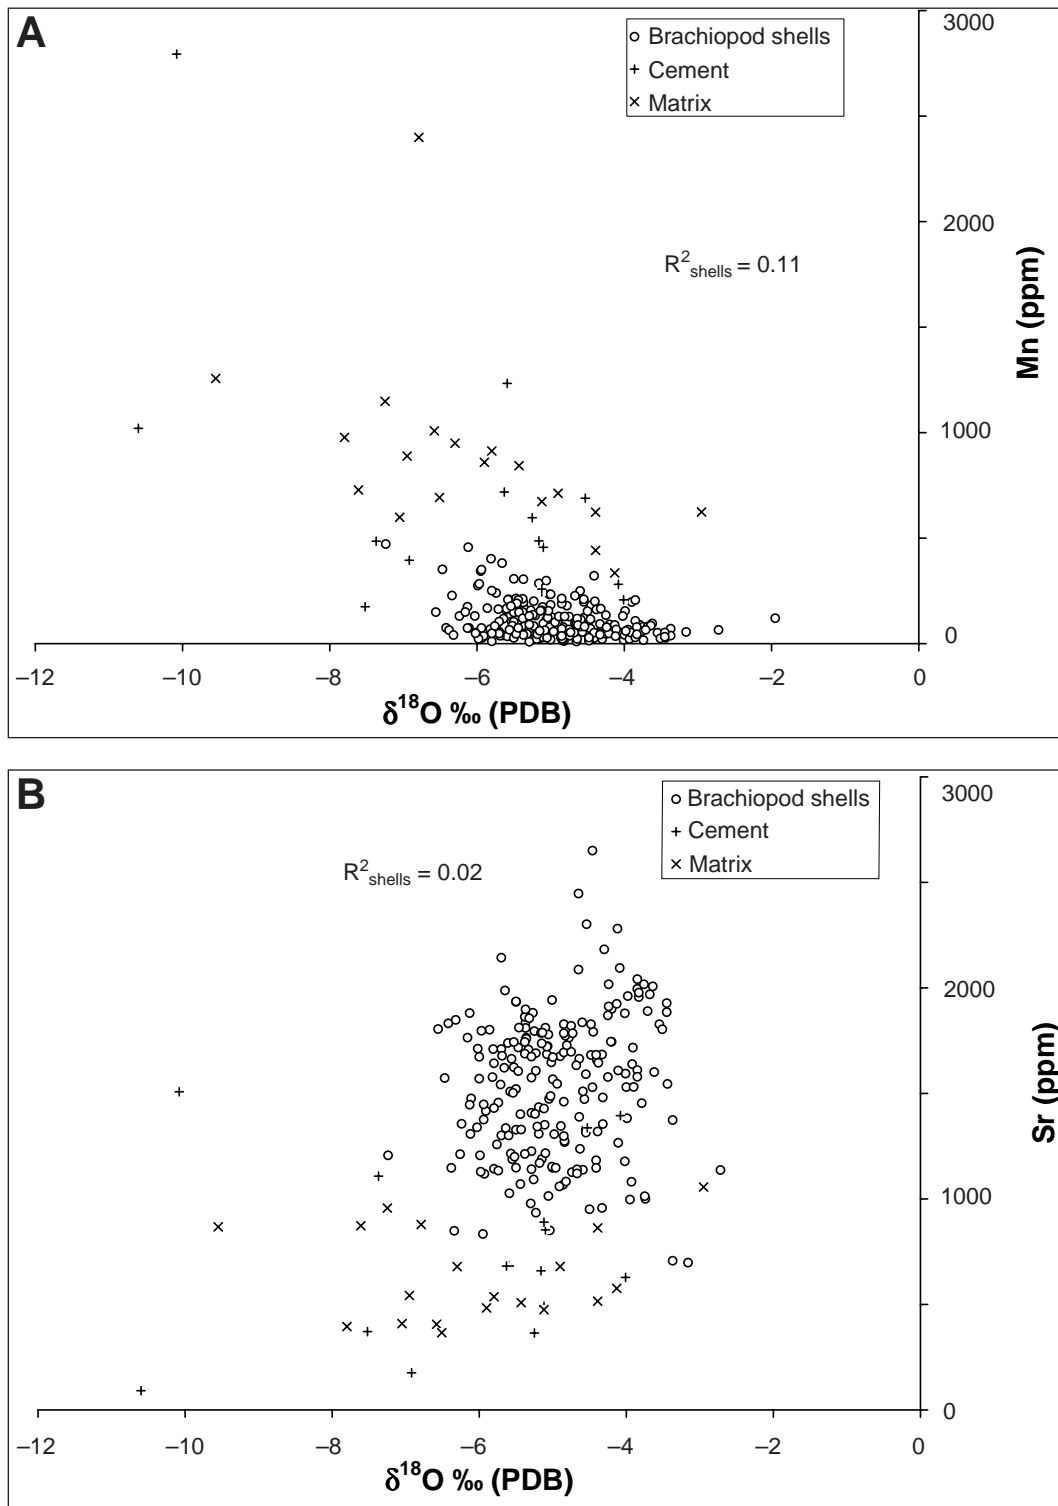 A
Brachiopod shells
Cement
Matrix
3000
2000
R²shells = 0.11
Mn (ppm)
1000
0
–12 –10 –8 –6 –4 –2 0
δ¹⁸O ‰ (PDB)
B
Brachiopod shells
Cement
Matrix
3000
R²shells = 0.02
2000
Sr (ppm)
1000
0
–12 –10 –8 –6 –4 –2 0
δ¹⁸O ‰ (PDB)